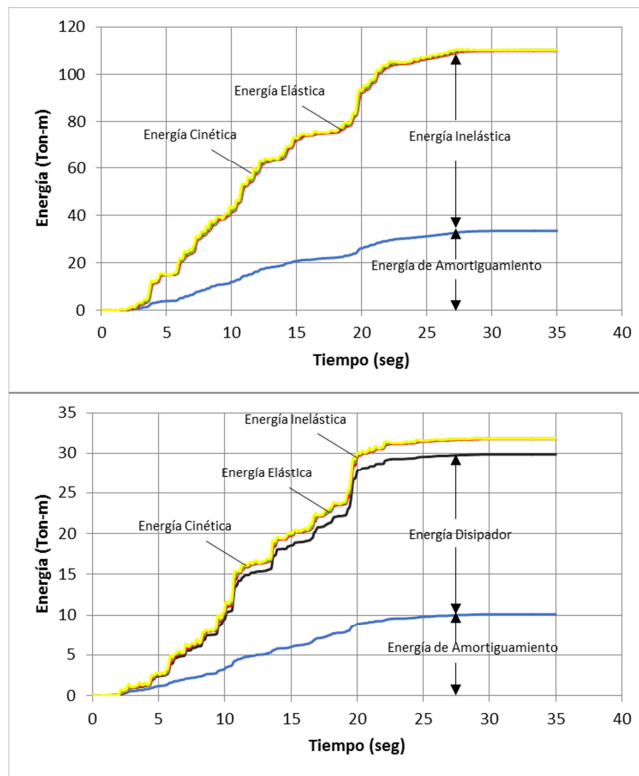 120
100
80
60
40
20
0
Energía (Ton-m)
Energía Elástica
Energía Cinética
Energía Inelástica
Energía de Amortiguamiento
0 5 10 15 20 25 30 35 40
Tiempo (seg)
35
30
25
20
15
10
5
0
Energía (Ton-m)
Energía Inelástica
Energía Elástica
Energía Cinética
Energía Disipador
Energía de Amortiguamiento
0 5 10 15 20 25 30 35 40
Tiempo (seg)